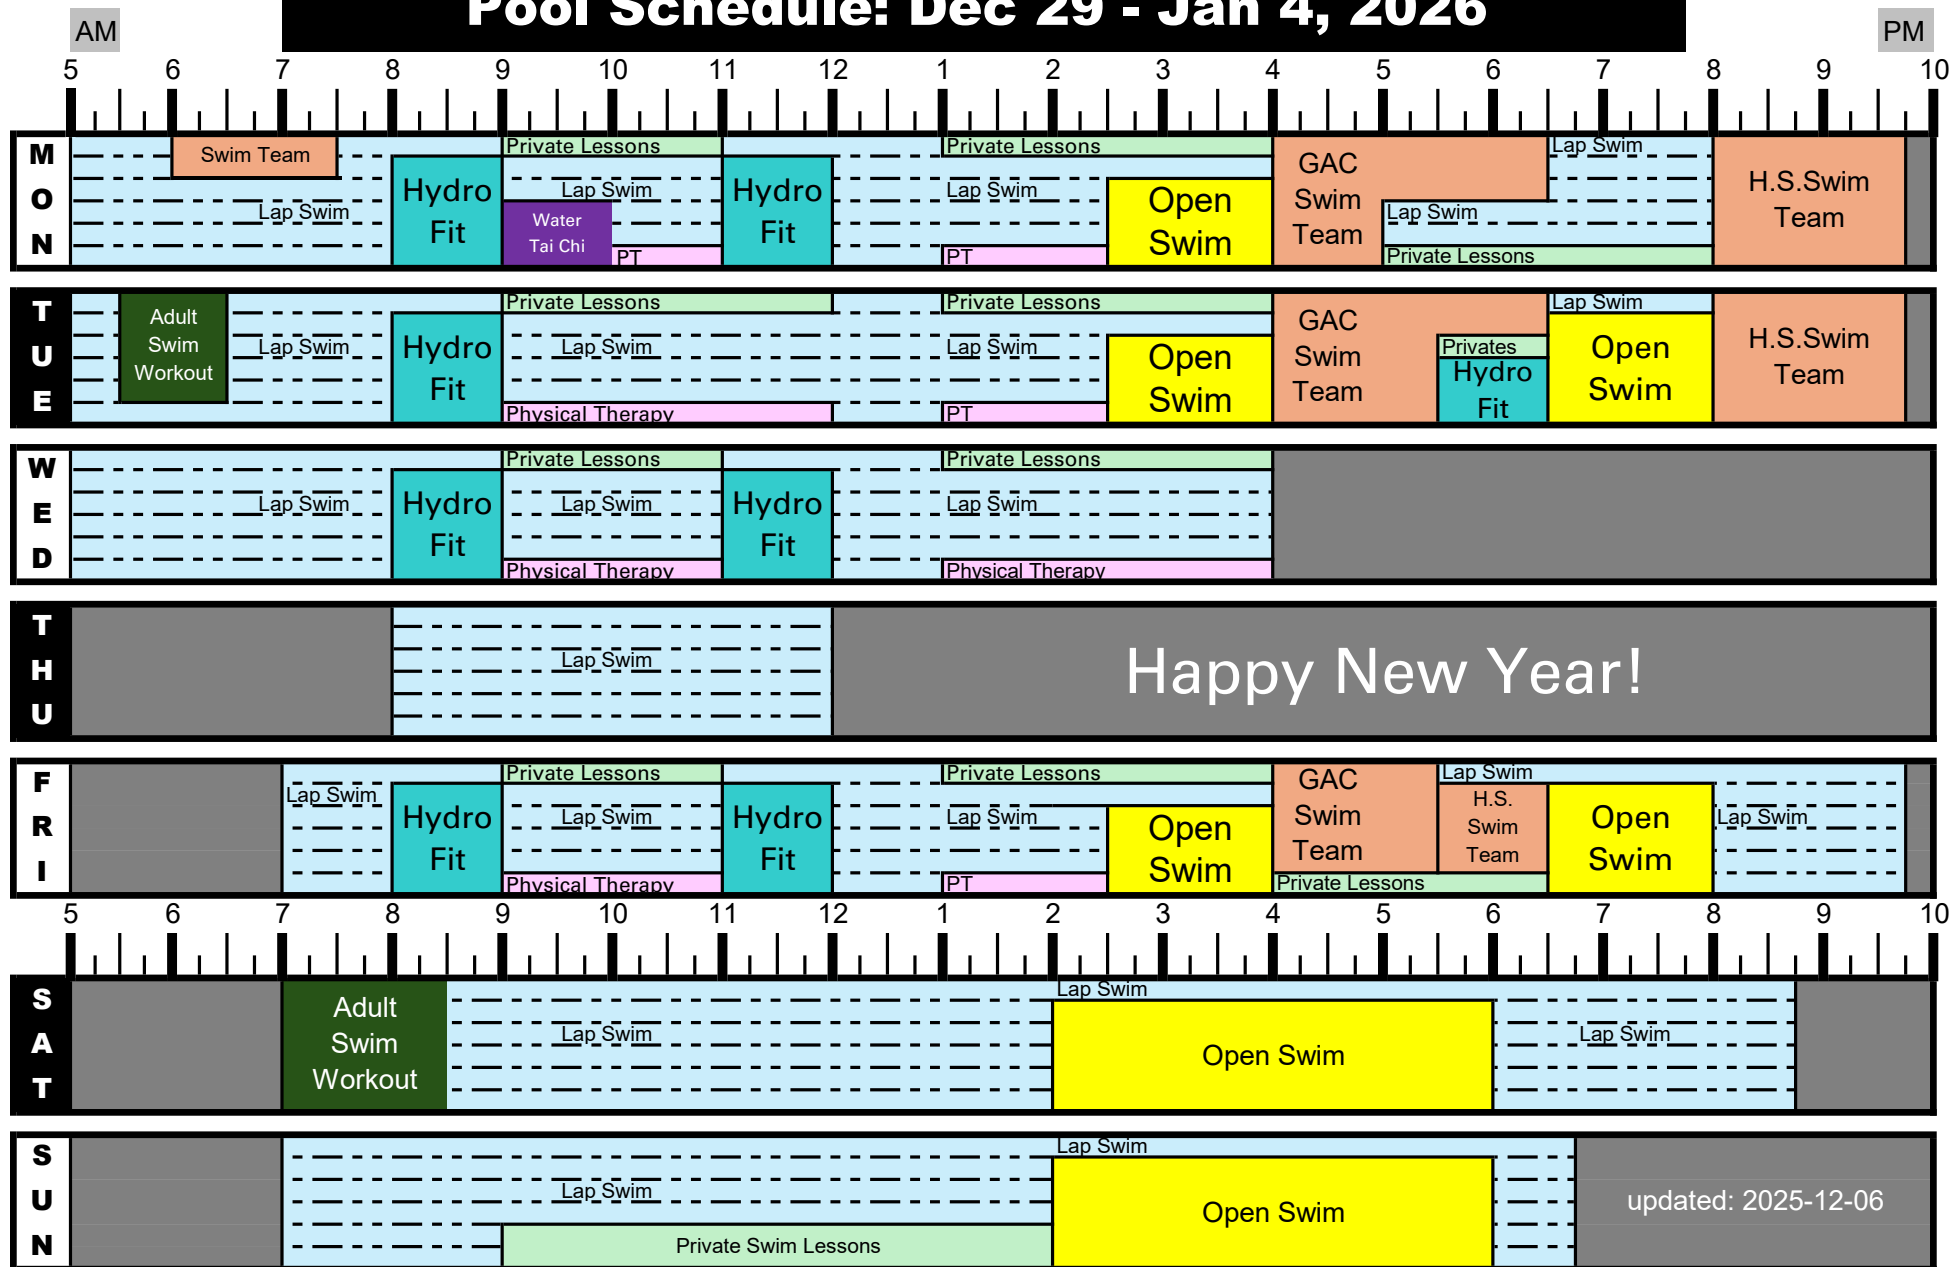 Pool Schedule: Dec 29 - Jan 4, 2026
AM
PM
5 6 7 8 9 10 11 12 1 2 3 4 5 6 7 8 9 10
MON
Swim Team
Lap Swim
Hydro
Fit
Private Lessons
Lap Swim
Water
Tai Chi
PT
Hydro
Fit
Private Lessons
Lap Swim
PT
Open
Swim
GAC
Swim
Team
Lap Swim
Private Lessons
Lap Swim
H.S.Swim
Team
TUE
Adult
Swim
Workout
Lap Swim
Hydro
Fit
Private Lessons
Lap Swim
Physical Therapy
Private Lessons
Lap Swim
PT
Open
Swim
GAC
Swim
Team
Privates
Hydro
Fit
Lap Swim
Open
Swim
H.S.Swim
Team
WED
Lap Swim
Hydro
Fit
Private Lessons
Lap Swim
Physical Therapy
Hydro
Fit
Private Lessons
Lap Swim
Physical Therapy
THU
Lap Swim
Happy New Year!
FRI
Lap Swim
Hydro
Fit
Private Lessons
Lap Swim
Physical Therapy
Hydro
Fit
Private Lessons
Lap Swim
PT
Open
Swim
GAC
Swim
Team
Private Lessons
Lap Swim
H.S.
Swim
Team
Open
Swim
Lap Swim
5 6 7 8 9 10 11 12 1 2 3 4 5 6 7 8 9 10
SAT
Adult
Swim
Workout
Lap Swim
Lap Swim
Open Swim
Lap Swim
SUN
Lap Swim
Private Swim Lessons
Lap Swim
Open Swim
updated: 2025-12-06